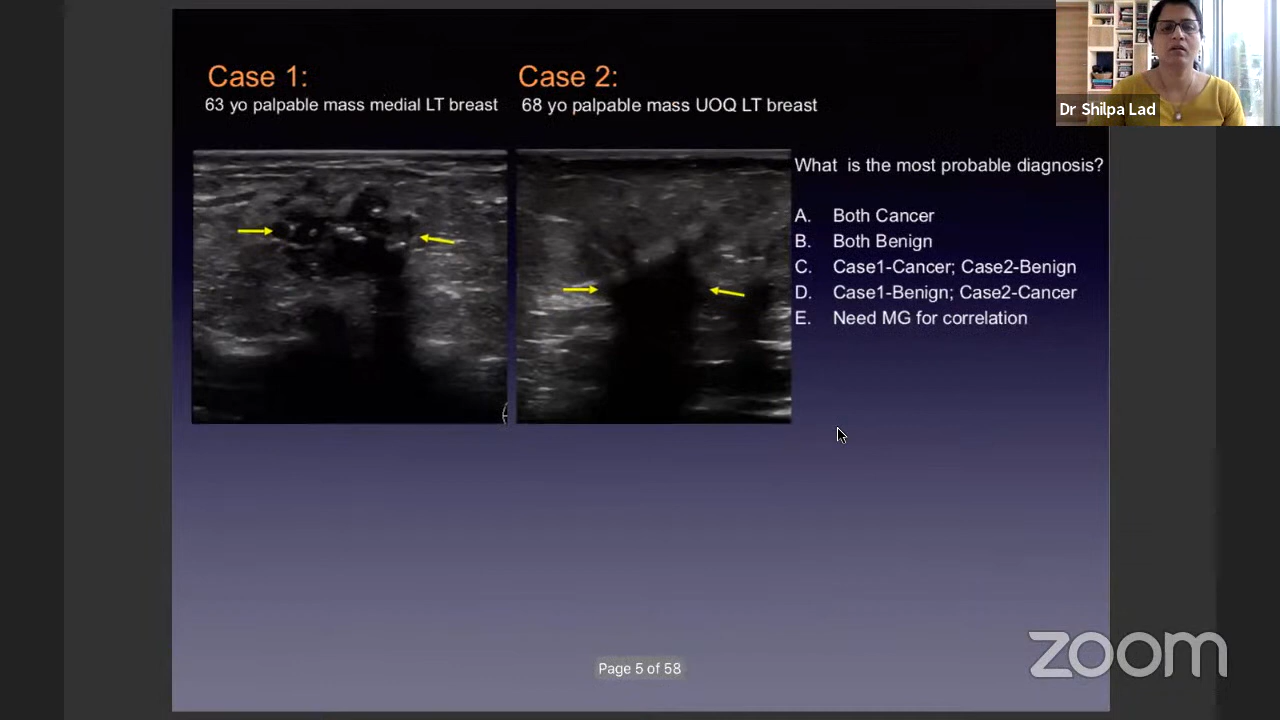 Case 1:
63 yo palpable mass medial LT breast
Case 2:
68 yo palpable mass UOQ LT breast
What is the most probable diagnosis?
A. Both Cancer
B. Both Benign
C. Case1-Cancer; Case2-Benign
D. Case1-Benign; Case2-Cancer
E. Need MG for correlation
Dr Shilpa Lad
Page 5 of 58
zoom